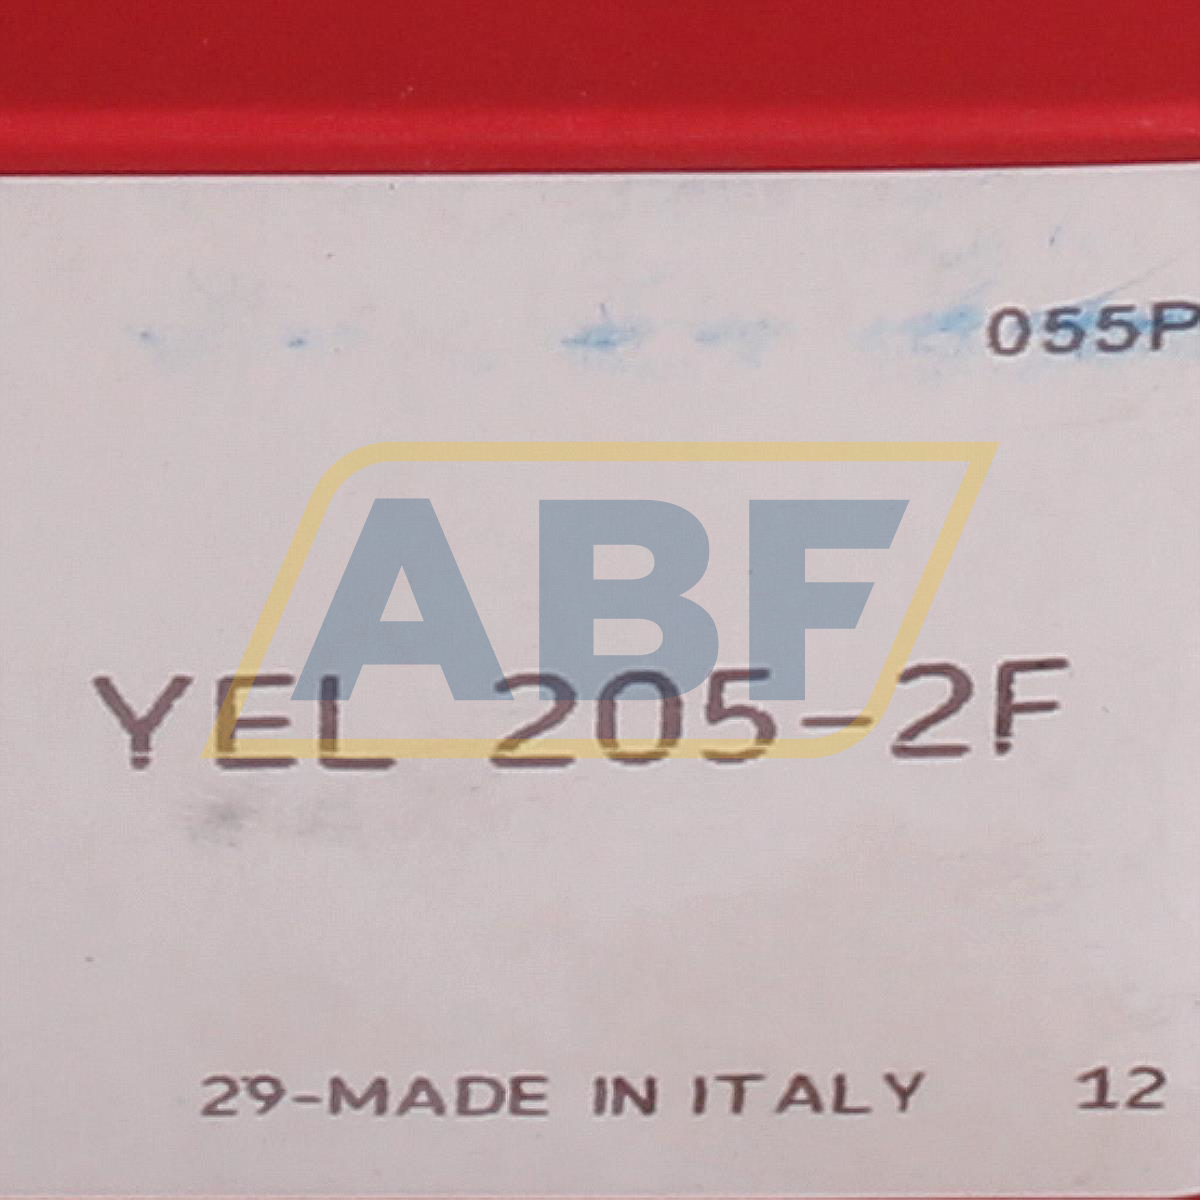 055P
ABF
YEL 205-2F
29-MADE IN ITALY 12